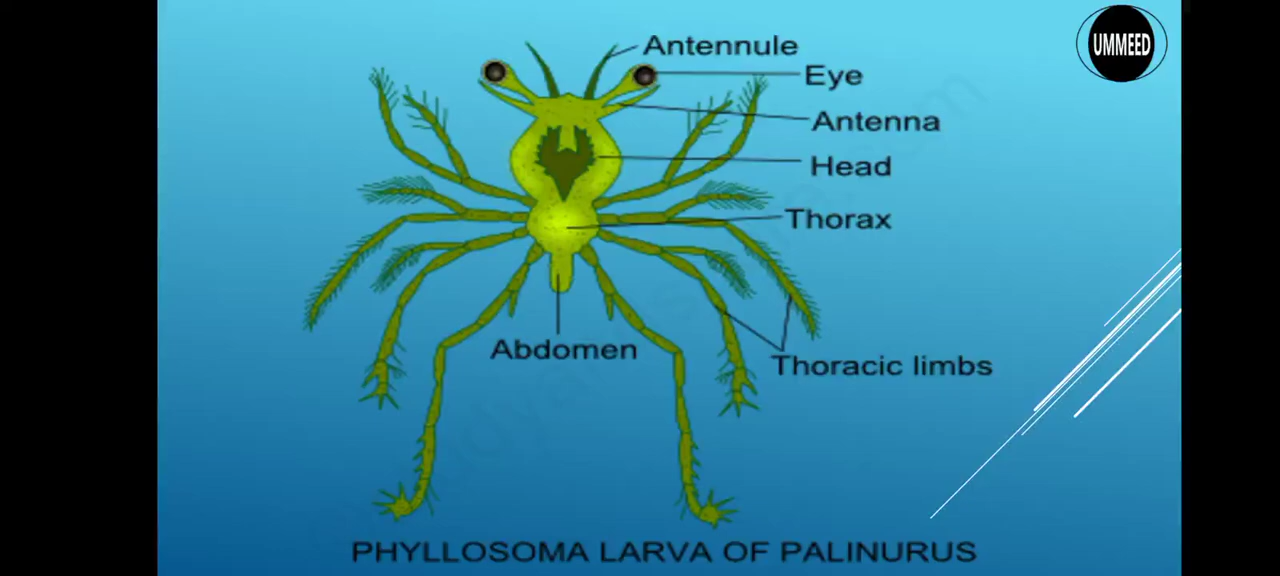 UMMEED
Antennule
Eye
Antenna
Head
Thorax
Abdomen
Thoracic limbs
PHYLLOSOMA LARVA OF PALINURUS